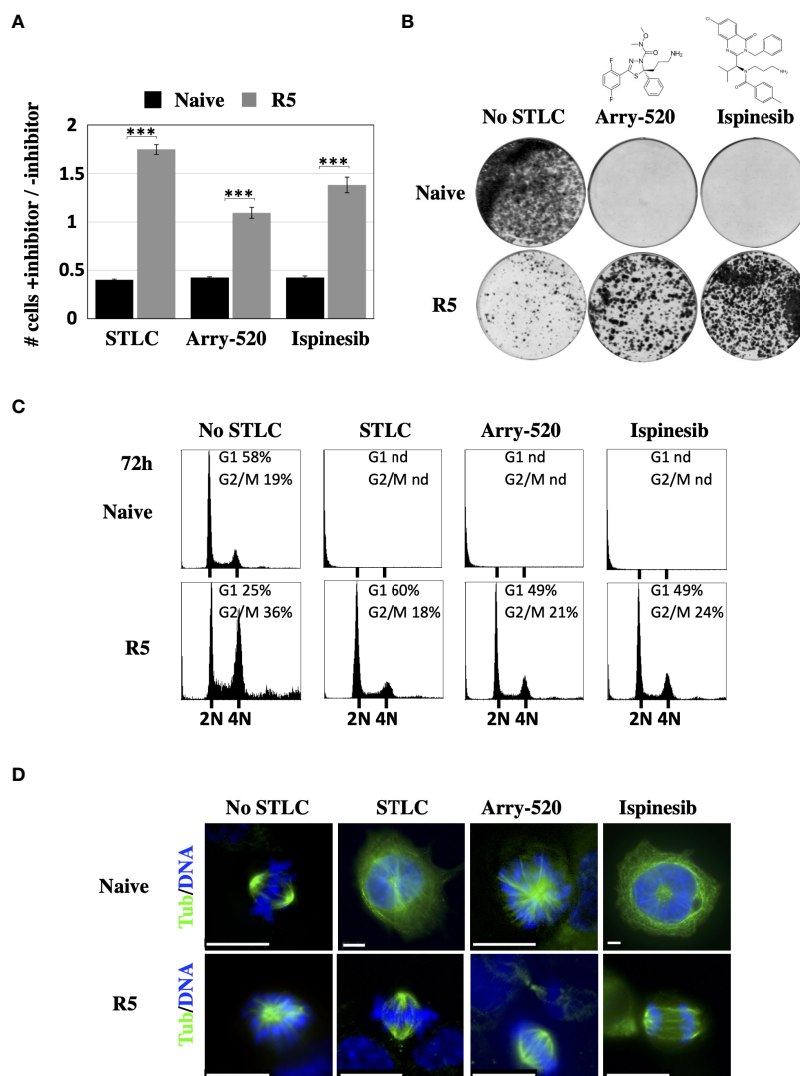 A
B
Naive R5
# cells +inhibitor / -inhibitor
2
*** 
1.5
***
***
1
0.5
0
STLC Arry-520 Ispinesib
F
F
N
N
S
N
O
O
NH₂
Cl
N
N
O
N
O
NH₂
No STLC Arry-520 Ispinesib
Naive
R5
C
No STLC STLC Arry-520 Ispinesib
72h
Naive
G1 58%
G2/M 19%
G1 nd
G2/M nd
G1 nd
G2/M nd
G1 nd
G2/M nd
R5
G1 25%
G2/M 36%
G1 60%
G2/M 18%
G1 49%
G2/M 21%
G1 49%
G2/M 24%
2N 4N 2N 4N 2N 4N 2N 4N
D
No STLC STLC Arry-520 Ispinesib
Naive
Tub/DNA
R5
Tub/DNA